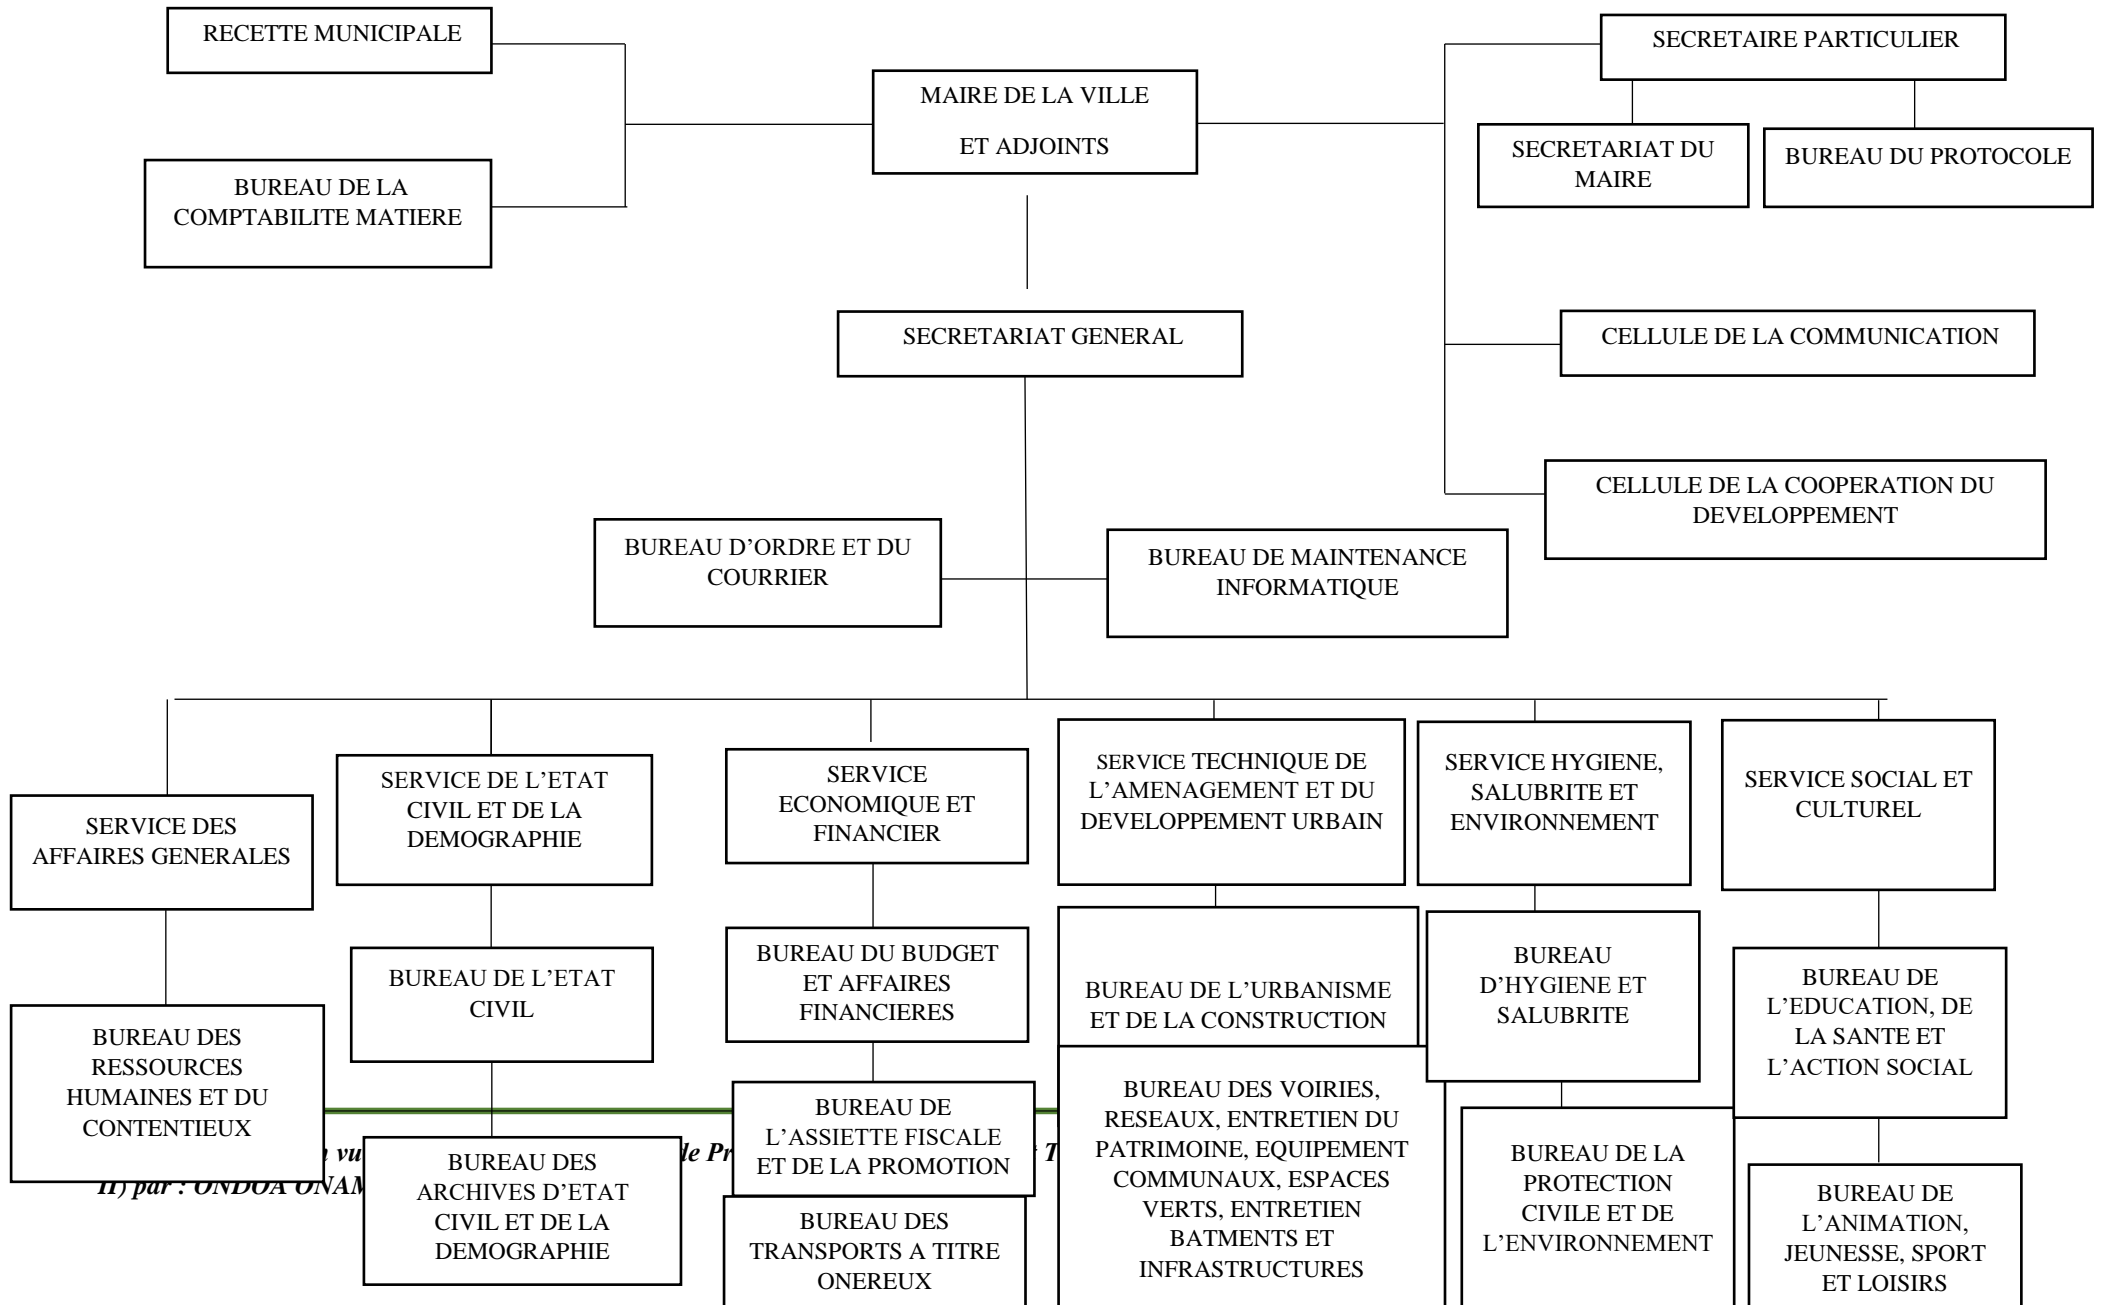 RECETTE MUNICIPALE
SECRETAIRE PARTICULIER
MAIRE DE LA VILLE
ET ADJOINTS
SECRETARIAT DU
MAIRE
BUREAU DU PROTOCOLE
BUREAU DE LA
COMPTABILITE MATIERE
SECRETARIAT GENERAL
CELLULE DE LA COMMUNICATION
CELLULE DE LA COOPERATION DU
DEVELOPPEMENT
BUREAU D’ORDRE ET DU
COURRIER
BUREAU DE MAINTENANCE
INFORMATIQUE
SERVICE DES
AFFAIRES GENERALES
SERVICE DE L’ETAT
CIVIL ET DE LA
DEMOGRAPHIE
SERVICE
ECONOMIQUE ET
FINANCIER
SERVICE TECHNIQUE DE
L’AMENAGEMENT ET DU
DEVELOPPEMENT URBAIN
SERVICE HYGIENE,
SALUBRITE ET
ENVIRONNEMENT
SERVICE SOCIAL ET
CULTUREL
BUREAU DES
RESSOURCES
HUMAINES ET DU
CONTENTIEUX
BUREAU DE L’ETAT
CIVIL
BUREAU DU BUDGET
ET AFFAIRES
FINANCIERES
BUREAU DE L’URBANISME
ET DE LA CONSTRUCTION
BUREAU
D’HYGIENE ET
SALUBRITE
BUREAU DE
L’EDUCATION, DE
LA SANTE ET
L’ACTION SOCIAL
BUREAU DES
ARCHIVES D’ETAT
CIVIL ET DE LA
DEMOGRAPHIE
BUREAU DE
L’ASSIETTE FISCALE
ET DE LA PROMOTION
BUREAU DES
TRANSPORTS A TITRE
ONEREUX
BUREAU DES VOIRIES,
RESEAUX, ENTRETIEN DU
PATRIMOINE, EQUIPEMENT
COMMUNAUX, ESPACES
VERTS, ENTRETIEN
BATMENTS ET
INFRASTRUCTURES
BUREAU DE LA
PROTECTION
CIVILE ET DE
L’ENVIRONNEMENT
BUREAU DE
L’ANIMATION,
JEUNESSE, SPORT
ET LOISIRS
vu de Pr T
II) par : ONDOA ONAM